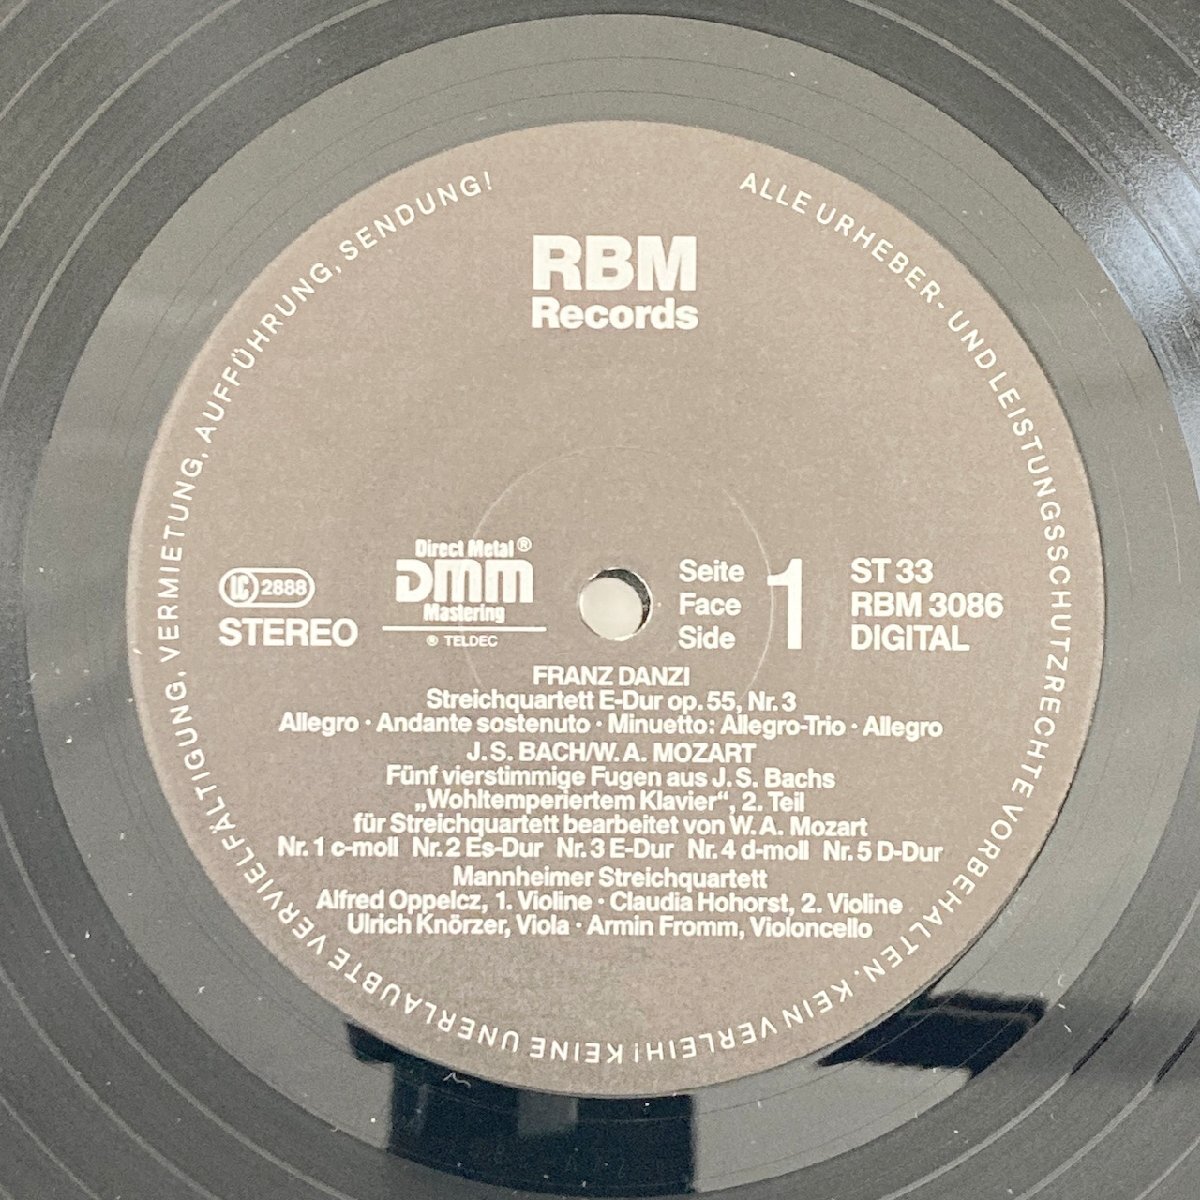 ALLE URHEBER- UND LEISTUNGSSCHUTZRECHTE VORBEHALTEN. KEIN VERLEIH! KEINE UNERLAUBTE VERVIELFÄLTIGUNG, VERMIETUNG, AUFFÜHRUNG, SENDUNG!
RBM
Records
LC 2888
STEREO
Direct Metal ®
DMM
Mastering
® TELDEC
Seite
Face
Side
1
ST 33
RBM 3086
DIGITAL
FRANZ DANZI
Streichquartett E-Dur op. 55, Nr. 3
Allegro · Andante sostenuto · Minuetto: Allegro-Trio · Allegro
J. S. BACH/W. A. MOZART
Fünf vierstimmige Fugen aus J. S. Bachs
„Wohltemperiertem Klavier“, 2. Teil
für Streichquartett bearbeitet von W. A. Mozart
Nr. 1 c-moll Nr. 2 Es-Dur Nr. 3 E-Dur Nr. 4 d-moll Nr. 5 D-Dur
Mannheimer Streichquartett
Alfred Oppelcz, 1. Violine · Claudia Hohorst, 2. Violine
Ulrich Knörzer, Viola · Armin Fromm, Violoncello